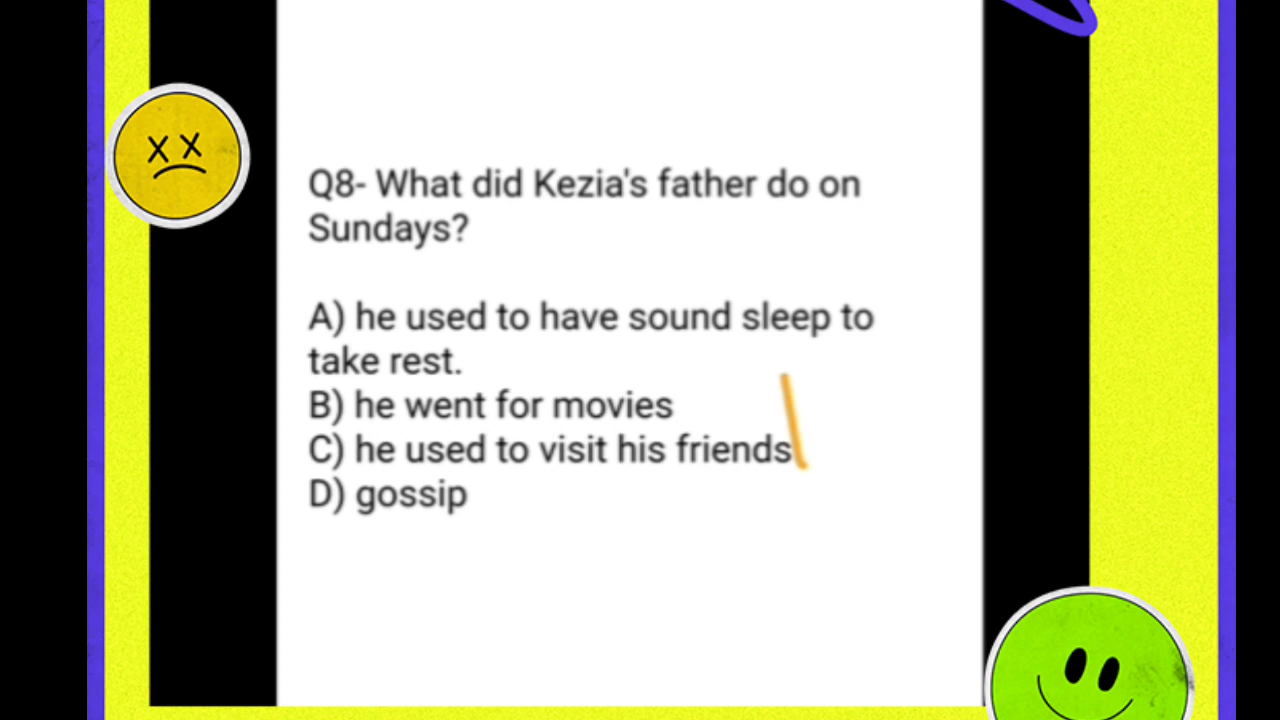 Q8- What did Kezia's father do on
Sundays?
A) he used to have sound sleep to
take rest.
B) he went for movies
C) he used to visit his friends
D) gossip